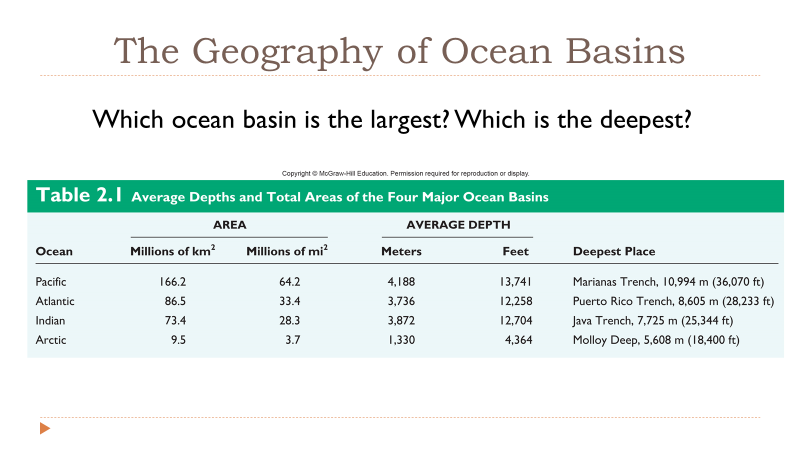 The Geography of Ocean Basins
Which ocean basin is the largest? Which is the deepest?
Copyright © McGraw-Hill Education. Permission required for reproduction or display.
Table 2.1 Average Depths and Total Areas of the Four Major Ocean Basins
AREA AVERAGE DEPTH
Ocean Millions of km² Millions of mi² Meters Feet Deepest Place
Pacific 166.2 64.2 4,188 13,741 Marianas Trench, 10,994 m (36,070 ft)
Atlantic 86.5 33.4 3,736 12,258 Puerto Rico Trench, 8,605 m (28,233 ft)
Indian 73.4 28.3 3,872 12,704 Java Trench, 7,725 m (25,344 ft)
Arctic 9.5 3.7 1,330 4,364 Molloy Deep, 5,608 m (18,400 ft)